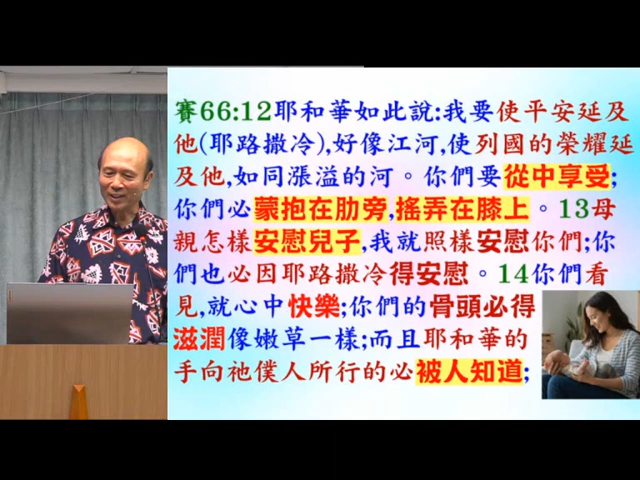 賽66:12耶和華如此說:我要使平安延及
他(耶路撒冷),好像江河,使列國的榮耀延
及他,如同漲溢的河。你們要從中享受;
你們必蒙抱在肋旁,搖弄在膝上。13母
親怎樣安慰兒子,我就照樣安慰你們;你
們也必因耶路撒冷得安慰。14你們看
見,就心中快樂;你們的骨頭必得
滋潤像嫩草一樣;而且耶和華的
手向祂僕人所行的必被人知道;